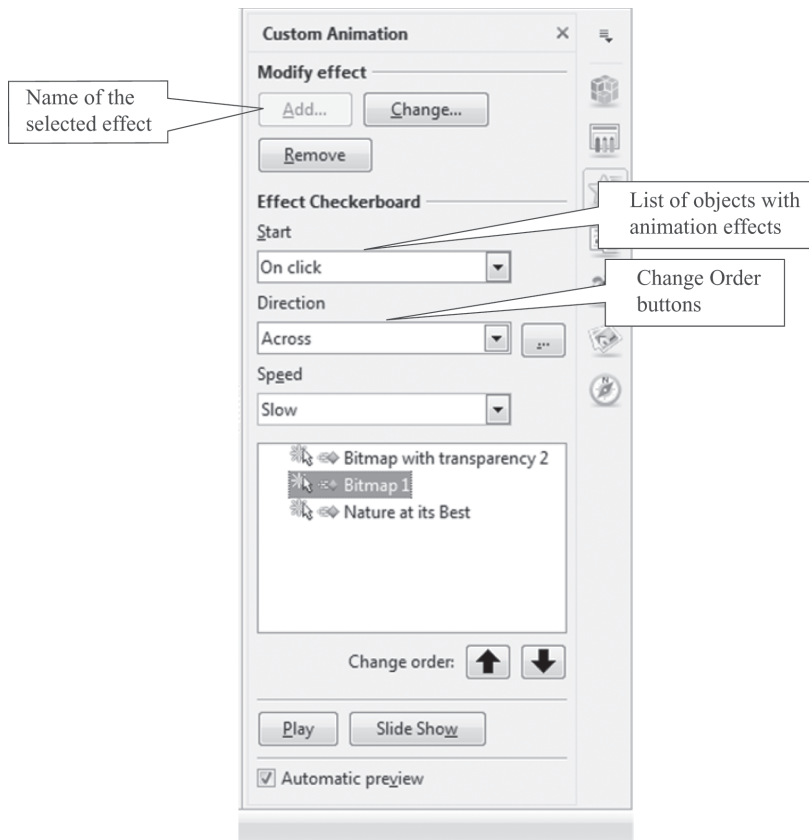 Custom Animation
Modify effect
Name of the
selected effect
Add...
Change...
Remove
Effect Checkerboard
List of objects with
animation effects
Start
On click
Change Order
buttons
Direction
Across
...
Speed
Slow
Bitmap with transparency 2
Bitmap 1
Nature at its Best
Change order:
Play
Slide Show
Automatic preview